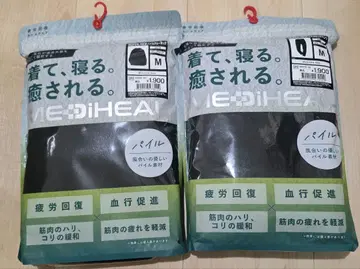 着て、寝る。
癒される。
MEDiHEAL
M
1,900
パイル
風合いの優しい
パイル素材
疲労回復
血行促進
筋肉のハリ、
コリの緩和
筋肉の疲れを軽減
着て、寝る。
癒される。
MEDiHEAL
M
1,900
パイル
風合いの優しい
パイル素材
疲労回復
血行促進
筋肉のハリ、
コリの緩和
筋肉の疲れを軽減